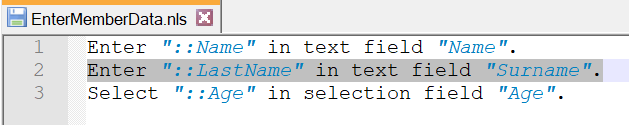 EnterMemberData.nls
1 Enter "::Name" in text field "Name".
2 Enter "::LastName" in text field "Surname".
3 Select "::Age" in selection field "Age".